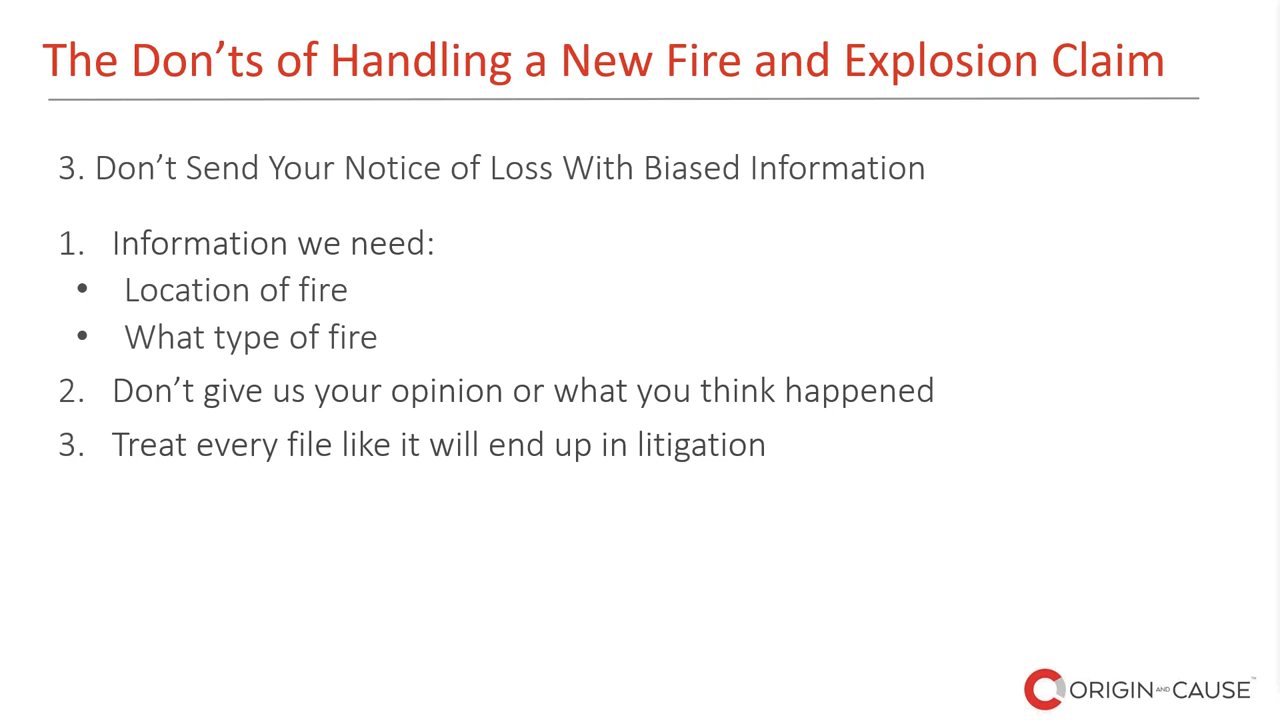 The Don’ts of Handling a New Fire and Explosion Claim
3. Don’t Send Your Notice of Loss With Biased Information
1. Information we need:
• Location of fire
• What type of fire
2. Don’t give us your opinion or what you think happened
3. Treat every file like it will end up in litigation
ORIGIN AND CAUSE™